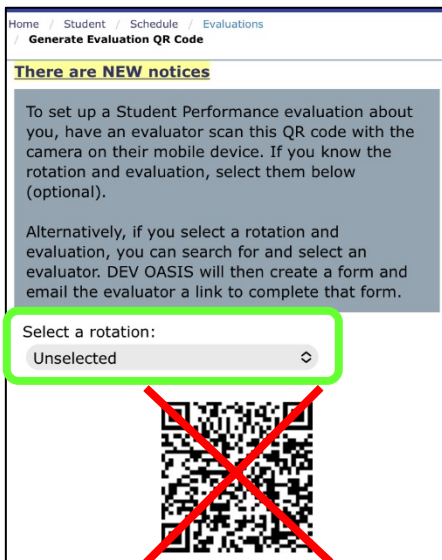 Home / Student / Schedule / Evaluations
/ Generate Evaluation QR Code
There are NEW notices
To set up a Student Performance evaluation about
you, have an evaluator scan this QR code with the
camera on their mobile device. If you know the
rotation and evaluation, select them below
(optional).
Alternatively, if you select a rotation and
evaluation, you can search for and select an
evaluator. DEV OASIS will then create a form and
email the evaluator a link to complete that form.
Select a rotation:
Unselected